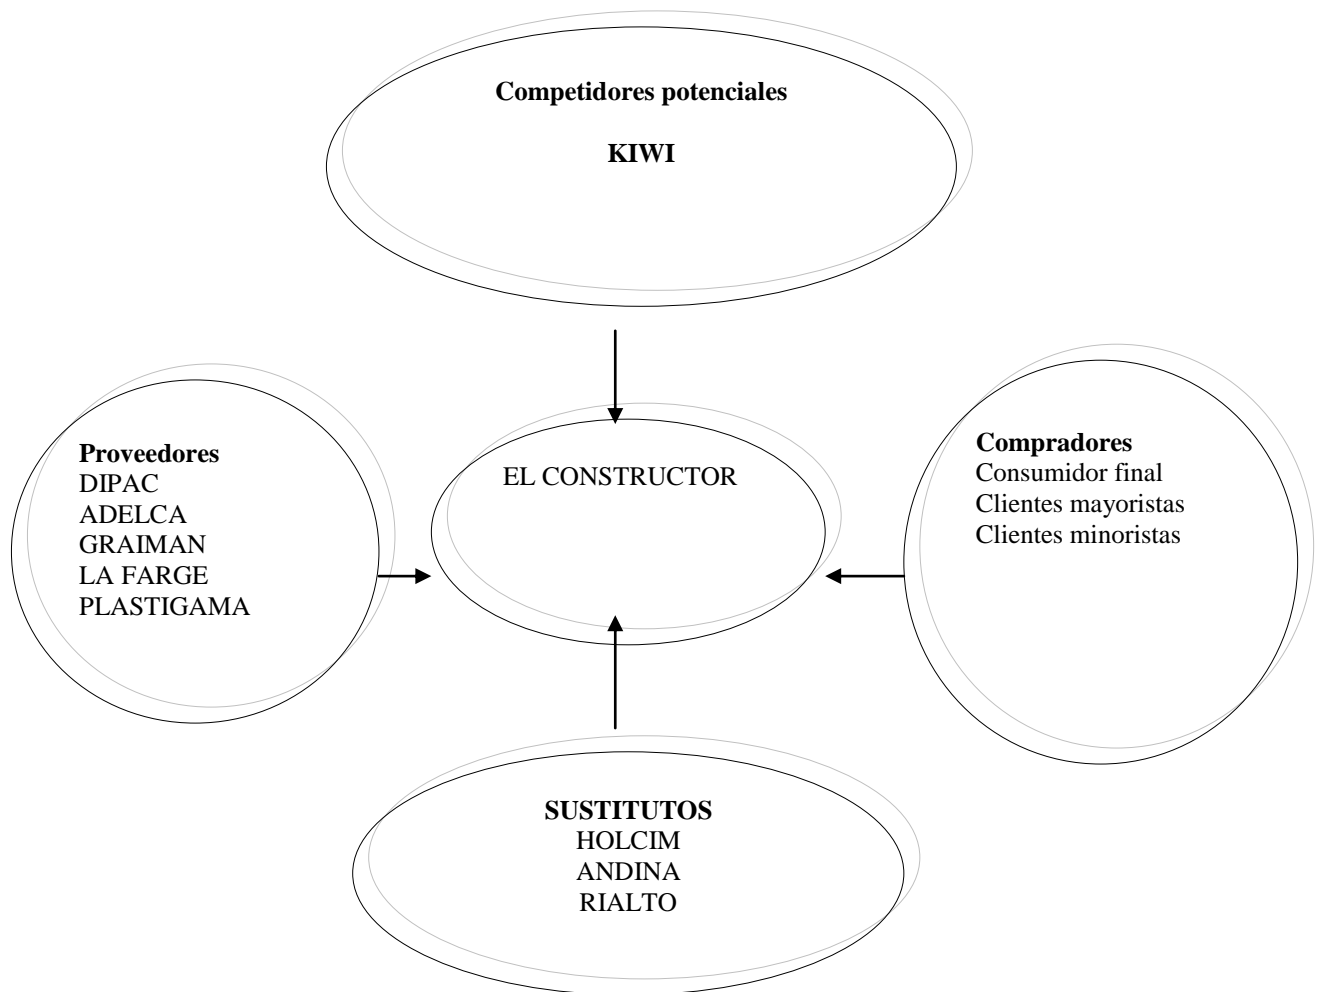 Competidores potenciales
KIWI
Proveedores
DIPAC
ADELCA
GRAIMAN
LA FARGE
PLASTIGAMA
EL CONSTRUCTOR
Compradores
Consumidor final
Clientes mayoristas
Clientes minoristas
SUSTITUTOS
HOLCIM
ANDINA
RIALTO